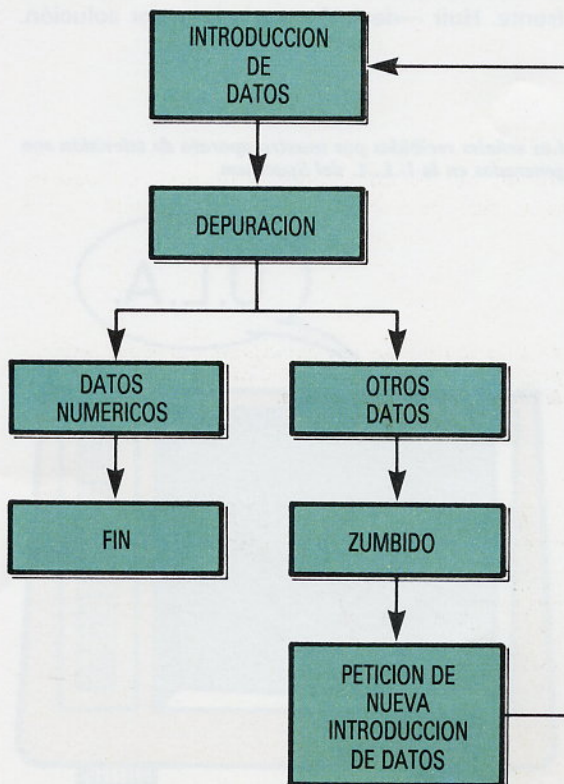 INTRODUCCION
DE
DATOS
DEPURACION
DATOS
NUMERICOS
OTROS
DATOS
FIN
ZUMBIDO
PETICION DE
NUEVA
INTRODUCCION
DE DATOS
U.L.A.